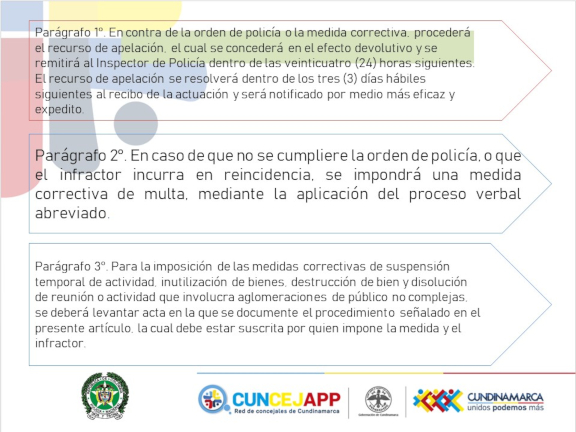 Parágrafo 1°. En contra de la orden de policía o la medida correctiva, procederá
el recurso de apelación, el cual se concederá en el efecto devolutivo y se
remitirá al Inspector de Policía dentro de las veinticuatro (24) horas siguientes.
El recurso de apelación se resolverá dentro de los tres (3) días hábiles
siguientes al recibo de la actuación y será notificado por medio más eficaz y
expedito.
Parágrafo 2°. En caso de que no se cumpliere la orden de policía, o que
el infractor incurra en reincidencia, se impondrá una medida
correctiva de multa, mediante la aplicación del proceso verbal
abreviado.
Parágrafo 3°. Para la imposición de las medidas correctivas de suspensión
temporal de actividad, inutilización de bienes, destrucción de bien y disolución
de reunión o actividad que involucra aglomeraciones de público no complejas,
se deberá levantar acta en la que se documente el procedimiento señalado en el
presente artículo, la cual debe estar suscrita por quien impone la medida y el
infractor.
CUNCEJAPP
Red de concejales de Cundinamarca
CUNDINAMARCA
unidos podemos más